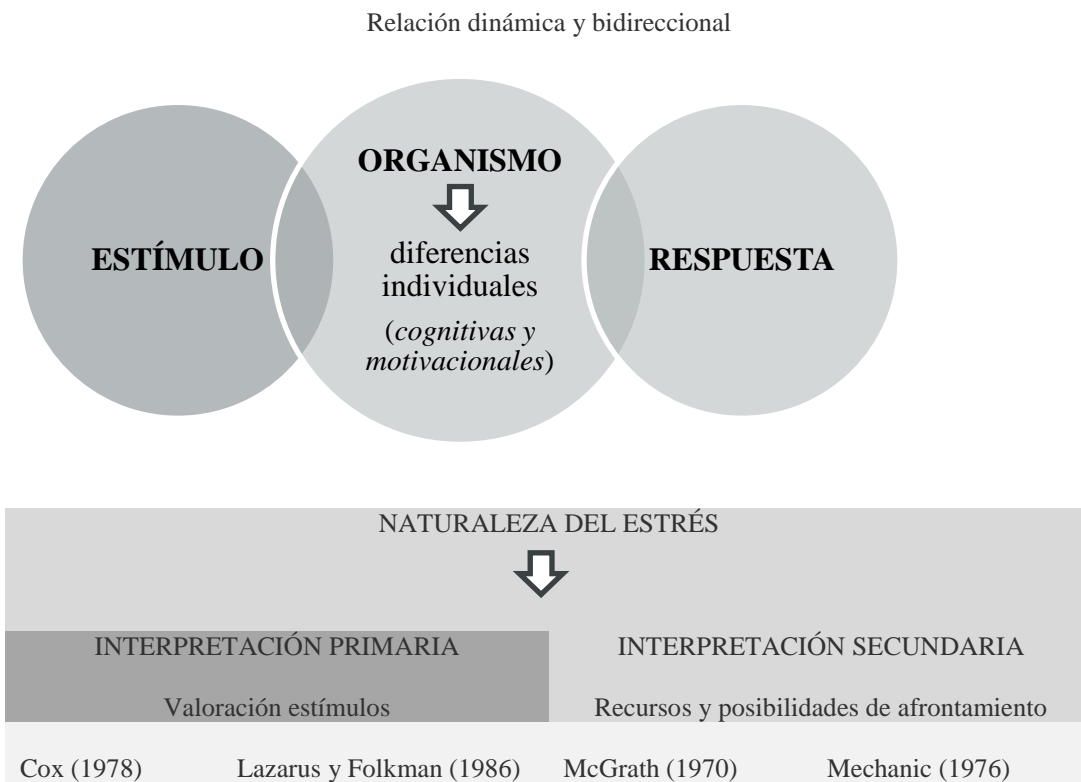 Relación dinámica y bidireccional
ORGANISMO
ESTÍMULO
diferencias
individuales
(cognitivas y
motivacionales)
RESPUESTA
NATURALEZA DEL ESTRÉS
INTERPRETACIÓN PRIMARIA
Valoración estímulos
INTERPRETACIÓN SECUNDARIA
Recursos y posibilidades de afrontamiento
Cox (1978) Lazarus y Folkman (1986) McGrath (1970) Mechanic (1976)